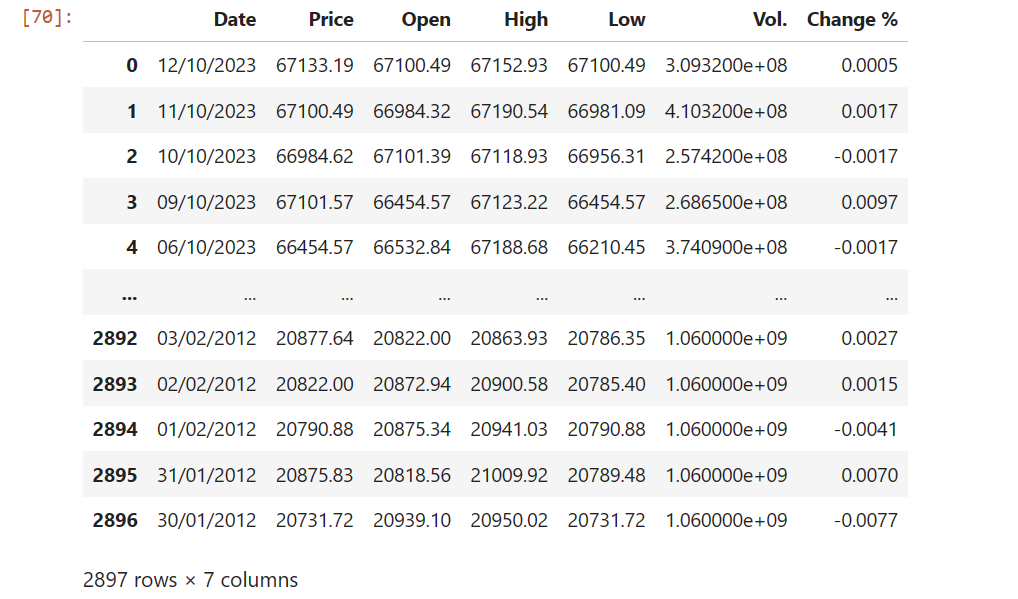 [70]:
Date Price Open High Low Vol. Change %
0 12/10/2023 67133.19 67100.49 67152.93 67100.49 3.093200e+08 0.0005
1 11/10/2023 67100.49 66984.32 67190.54 66981.09 4.103200e+08 0.0017
2 10/10/2023 66984.62 67101.39 67118.93 66956.31 2.574200e+08 -0.0017
3 09/10/2023 67101.57 66454.57 67123.22 66454.57 2.686500e+08 0.0097
4 06/10/2023 66454.57 66532.84 67188.68 66210.45 3.740900e+08 -0.0017
... ... ... ... ... ... ... ...
2892 03/02/2012 20877.64 20822.00 20863.93 20786.35 1.060000e+09 0.0027
2893 02/02/2012 20822.00 20872.94 20900.58 20785.40 1.060000e+09 0.0015
2894 01/02/2012 20790.88 20875.34 20941.03 20790.88 1.060000e+09 -0.0041
2895 31/01/2012 20875.83 20818.56 21009.92 20789.48 1.060000e+09 0.0070
2896 30/01/2012 20731.72 20939.10 20950.02 20731.72 1.060000e+09 -0.0077
2897 rows × 7 columns